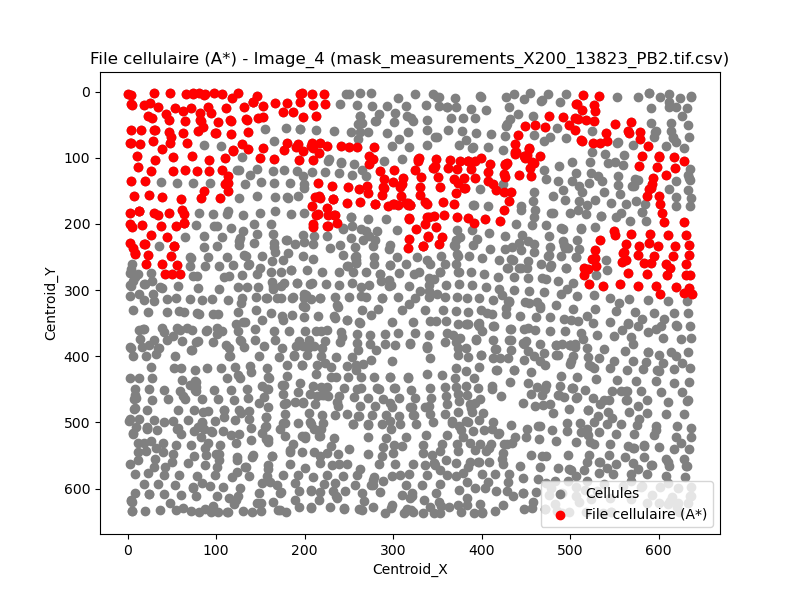 File cellulaire (A*) - Image_4 (mask_measurements_X200_13823_PB2.tif.csv)
0
100
200
300
400
500
600
Centroid_Y
0
100
200
300
400
500
600
Centroid_X
Cellules
File cellulaire (A*)